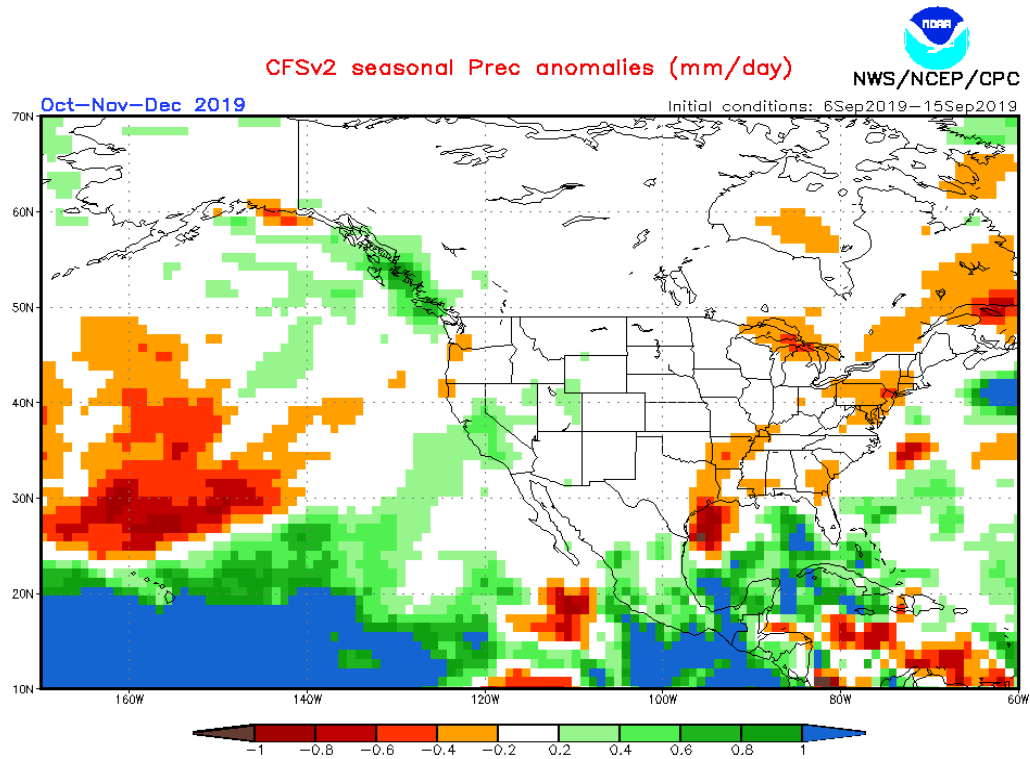 NOAA
CFSv2 seasonal Prec anomalies (mm/day)
NWS/NCEP/CPC
Oct-Nov-Dec 2019
Initial conditions: 6Sep2019-15Sep2019
70N
60N
50N
40N
30N
20N
10N
160W 140W 120W 100W 80W 60W
-1 -0.8 -0.6 -0.4 -0.2 0.2 0.4 0.6 0.8 1